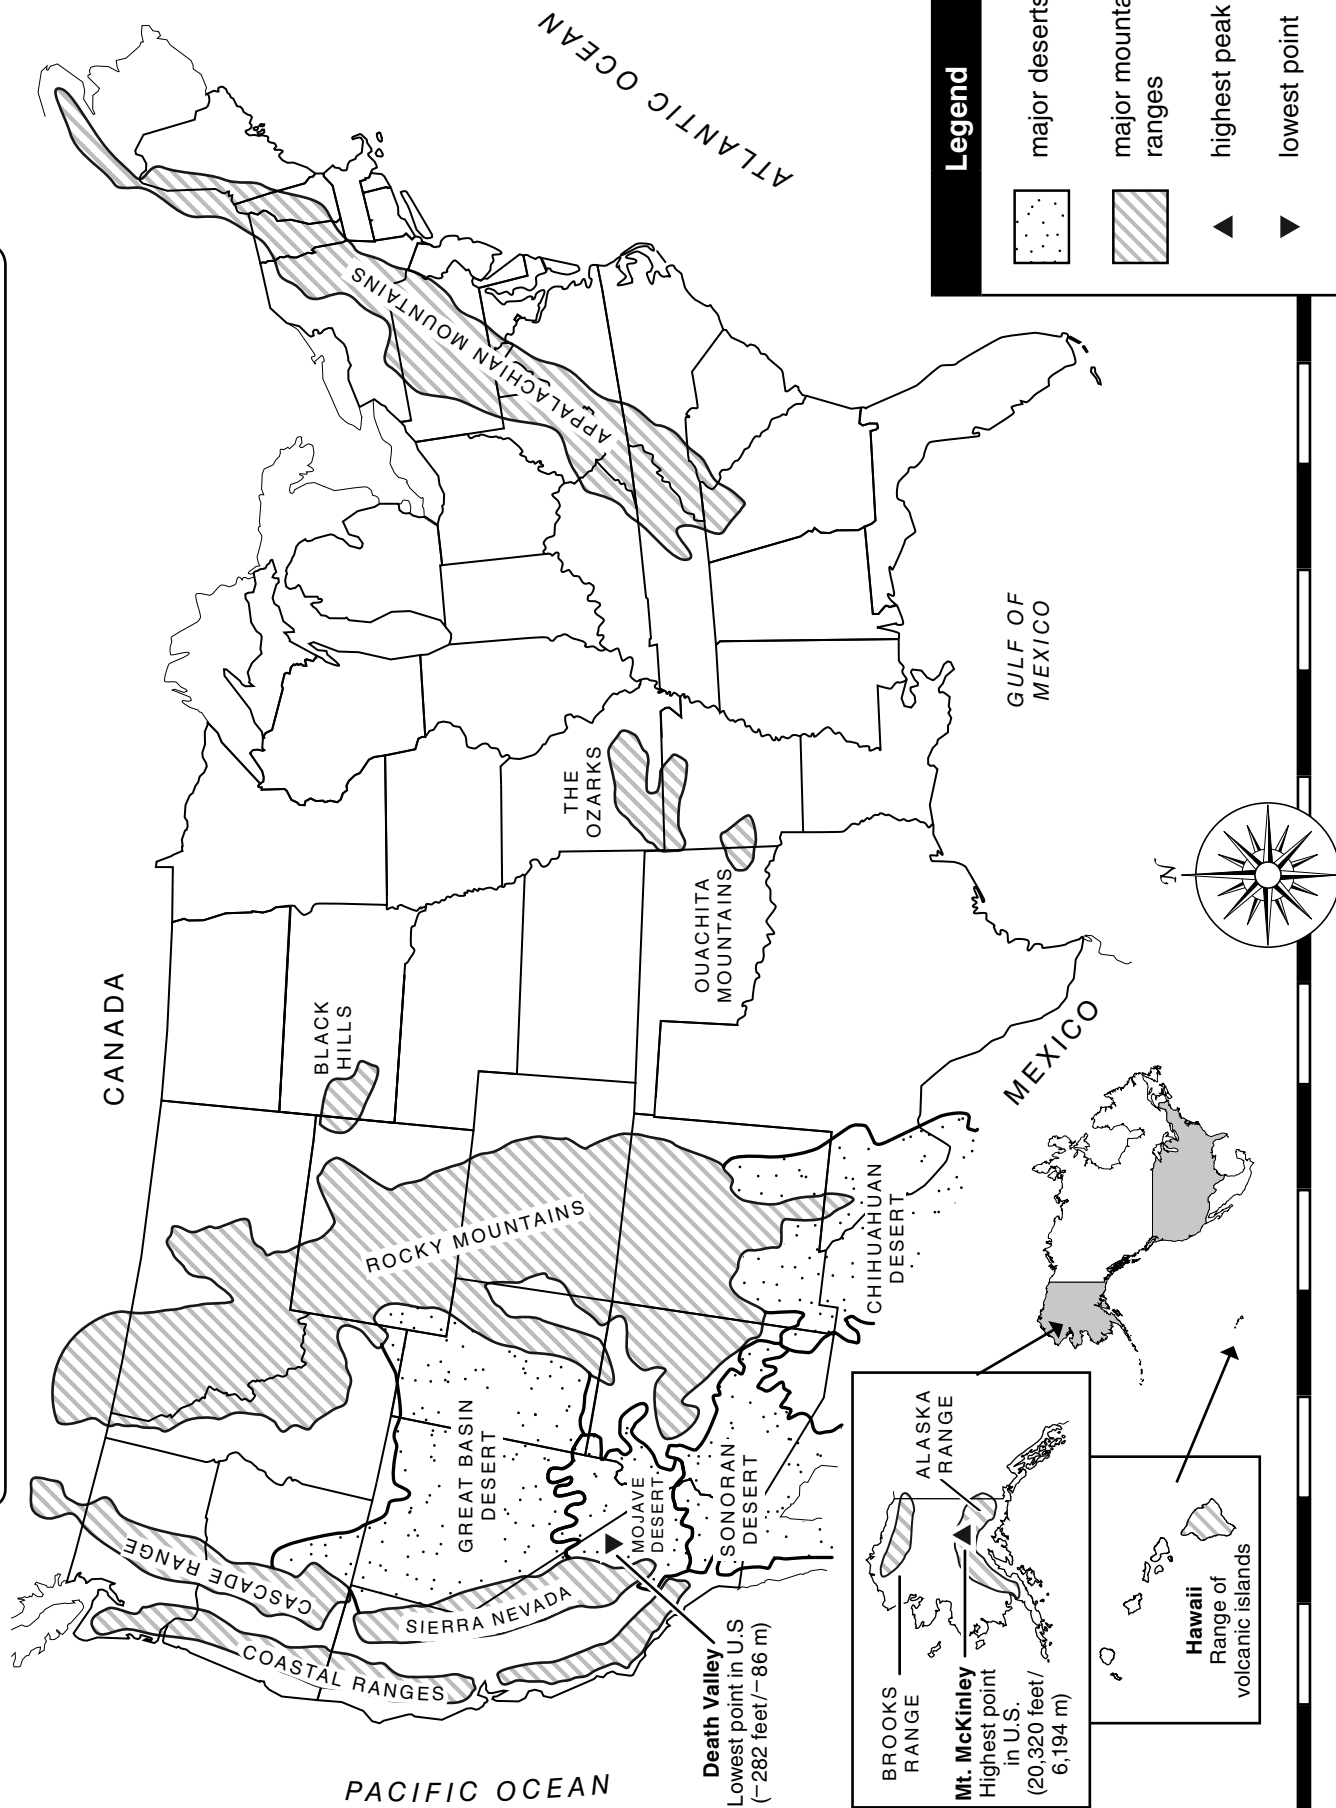 CANADA
ATLANTIC OCEAN
PACIFIC OCEAN
GULF OF
MEXICO
MEXICO
CASCADE RANGE
COASTAL RANGES
SIERRA NEVADA
GREAT BASIN
DESERT
MOJAVE
DESERT
SONORAN
DESERT
CHIHUAHUAN
DESERT
ROCKY MOUNTAINS
BLACK
HILLS
THE
OZARKS
OUACHITA
MOUNTAINS
APPALACHIAN MOUNTAINS
Death Valley
Lowest point in U.S
(−282 feet/−86 m)
BROOKS
RANGE
ALASKA
RANGE
Mt. McKinley
Highest point
in U.S.
(20,320 feet/
6,194 m)
Hawaii
Range of
volcanic islands
N
Legend
major deserts
major mounta
ranges
highest peak
lowest point